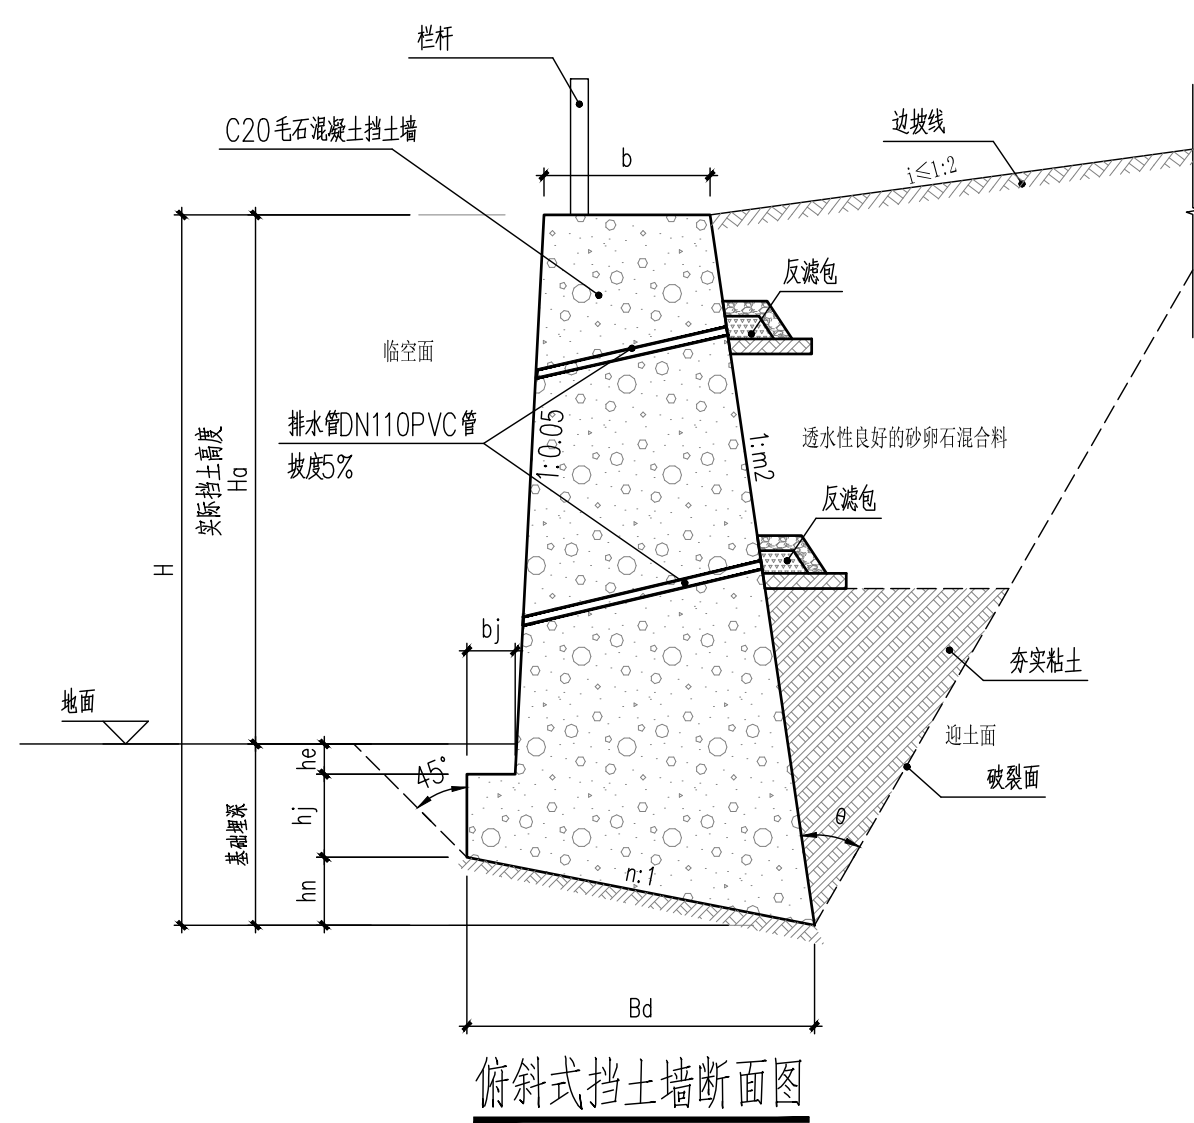 栏杆
C20毛石混凝土挡土墙
b
边坡线
i≤1:2
反滤包
临空面
排水管DN110PVC管
坡度5%
1:0.05
1:m2
透水性良好的砂卵石混合料
实际挡土高度
Ha
反滤包
H
bj
夯实粘土
地面
迎土面
he
45°
破裂面
hj
θ
基础埋深
hn
n:1
Bd
俯斜式挡土墙断面图